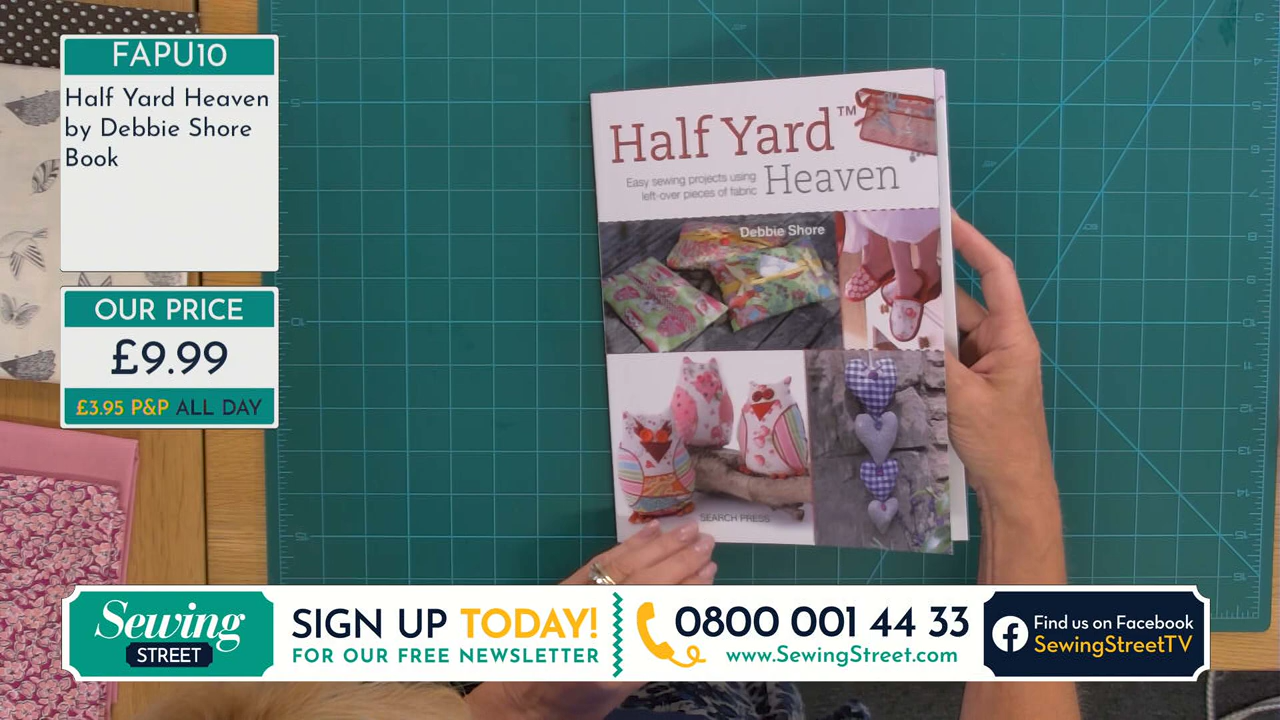 FAPU10
Half Yard Heaven
by Debbie Shore
Book
OUR PRICE
£9.99
£3.95 P&P ALL DAY
Half Yard™
Easy sewing projects using
left-over pieces of fabric
Heaven
Debbie Shore
SEARCH PRESS
Sewing
STREET
SIGN UP TODAY!
FOR OUR FREE NEWSLETTER
0800 001 44 33
www.SewingStreet.com
Find us on Facebook
SewingStreetTV